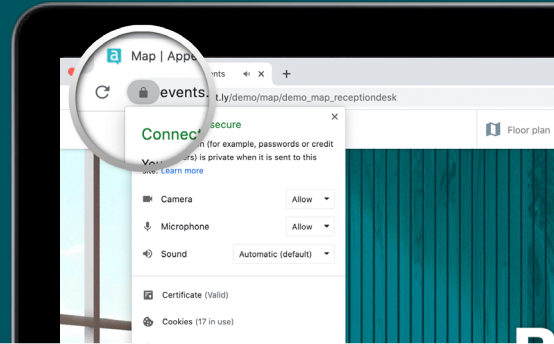 a Map | Appe
ents
events.
t.ly/demo/map/demo_map_receptiondesk
Floor plan
Connec
secure
(for example, passwords or credit
You
is private when it is sent to this
site. Learn more
Camera Allow
Microphone Allow
Sound Automatic (default)
Certificate (Valid)
Cookies (17 in use)